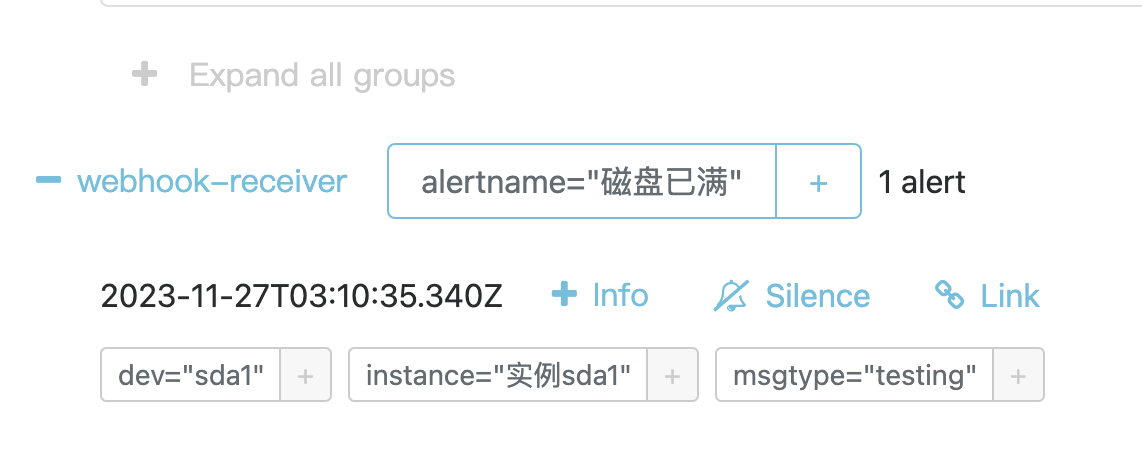 + Expand all groups
− webhook-receiver alertname="磁盘已满" + 1 alert
2023-11-27T03:10:35.340Z + Info Silence Link
dev="sda1" + instance="实例sda1" + msgtype="testing" +